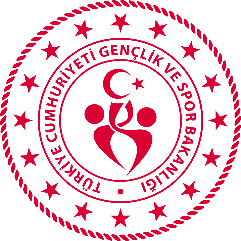 TÜRKİYE CUMHURİYETİ GENÇLİK VE SPOR BAKANLIĞI